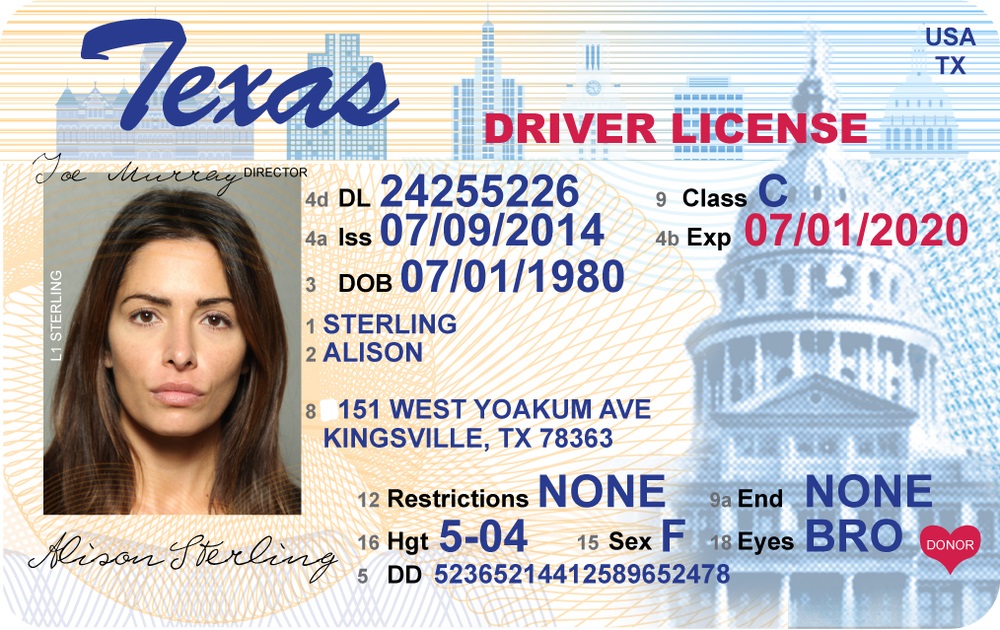 Texas
USA
TX
DRIVER LICENSE
Joe Murray DIRECTOR
4d DL 24255226
9 Class C
4a Iss 07/09/2014
4b Exp 07/01/2020
3 DOB 07/01/1980
L1 STERLING
1 STERLING
2 ALISON
8 151 WEST YOAKUM AVE
KINGSVILLE, TX 78363
12 Restrictions NONE
9a End NONE
16 Hgt 5-04
15 Sex F
18 Eyes BRO
DONOR
Alison Sterling
5 DD 52365214412589652478